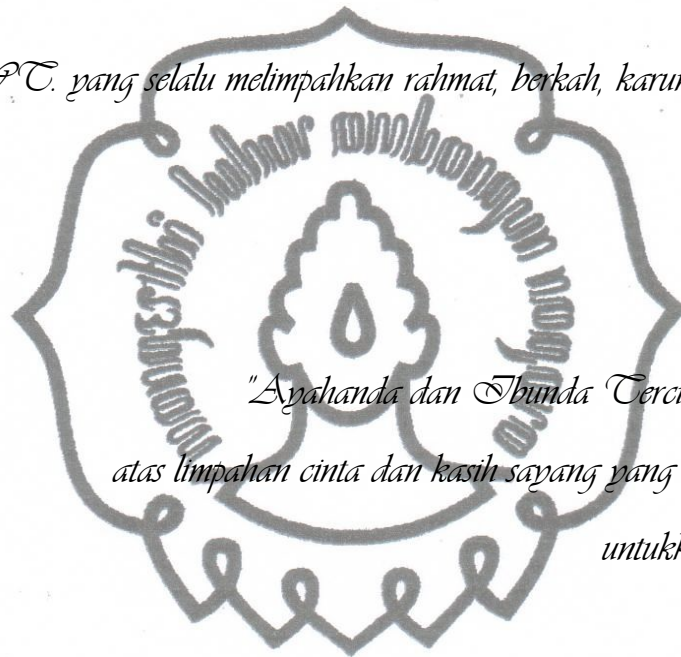 T. yang selalu melimpahkan rahmat, berkah, karun
"Ayahanda dan Ibunda Terci
atas limpahan cinta dan kasih sayang yang
untukk